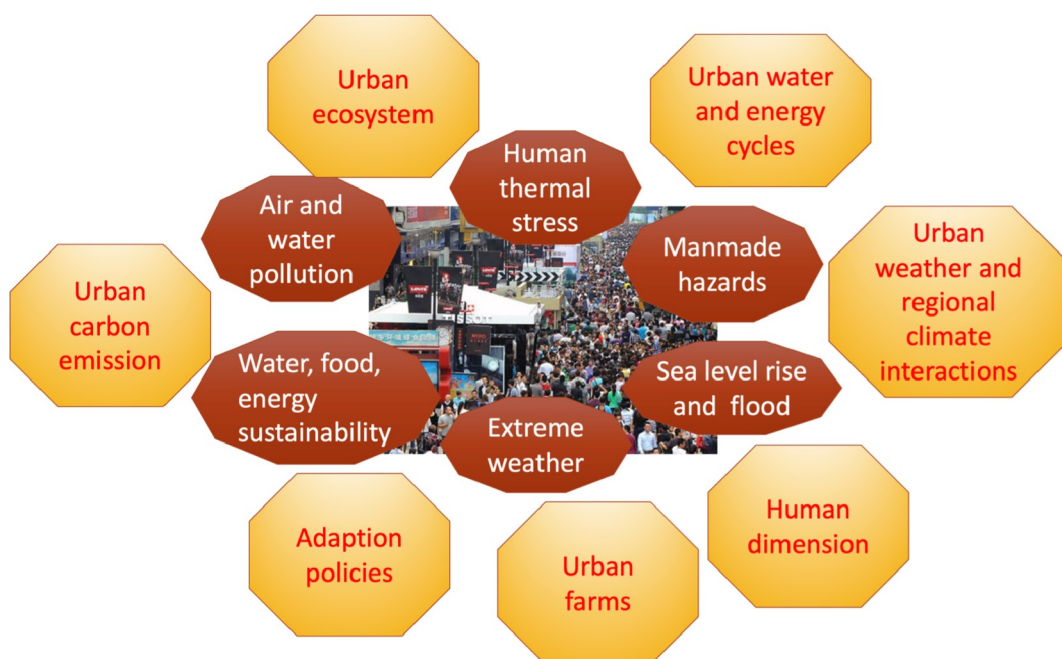 Urban
ecosystem
Urban water
and energy
cycles
Human
thermal
stress
Air and
water
pollution
Manmade
hazards
Urban
weather and
regional
climate
interactions
Urban
carbon
emission
Water, food,
energy
sustainability
Sea level rise
and flood
Extreme
weather
Adaption
policies
Urban
farms
Human
dimension
LEVI'S
TISSOT